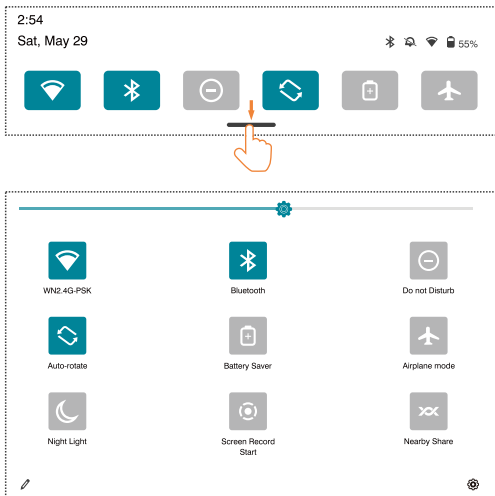 2:54
Sat, May 29
55%
WN2.4G-PSK
Bluetooth
Do not Disturb
Auto-rotate
Battery Saver
Airplane mode
Night Light
Screen Record
Start
Nearby Share